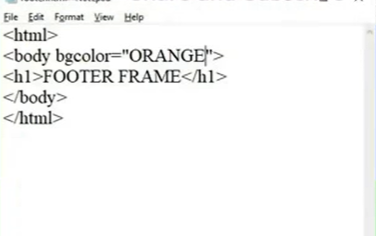 File Edit Format View Help
<html>
<body bgcolor="ORANGE">
<h1>FOOTER FRAME</h1>
</body>
</html>